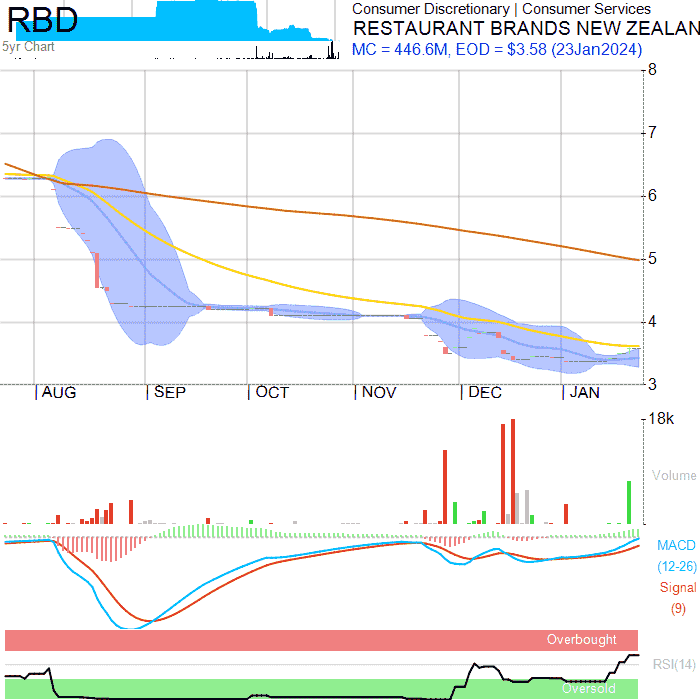 RBD
5yr Chart
Consumer Discretionary | Consumer Services
RESTAURANT BRANDS NEW ZEALAN
MC = 446.6M, EOD = $3.58 (23Jan2024)
8
7
6
5
4
3
AUG SEP OCT NOV DEC JAN
18k
Volume
MACD
(12-26)
Signal
(9)
Overbought
RSI(14)
Oversold